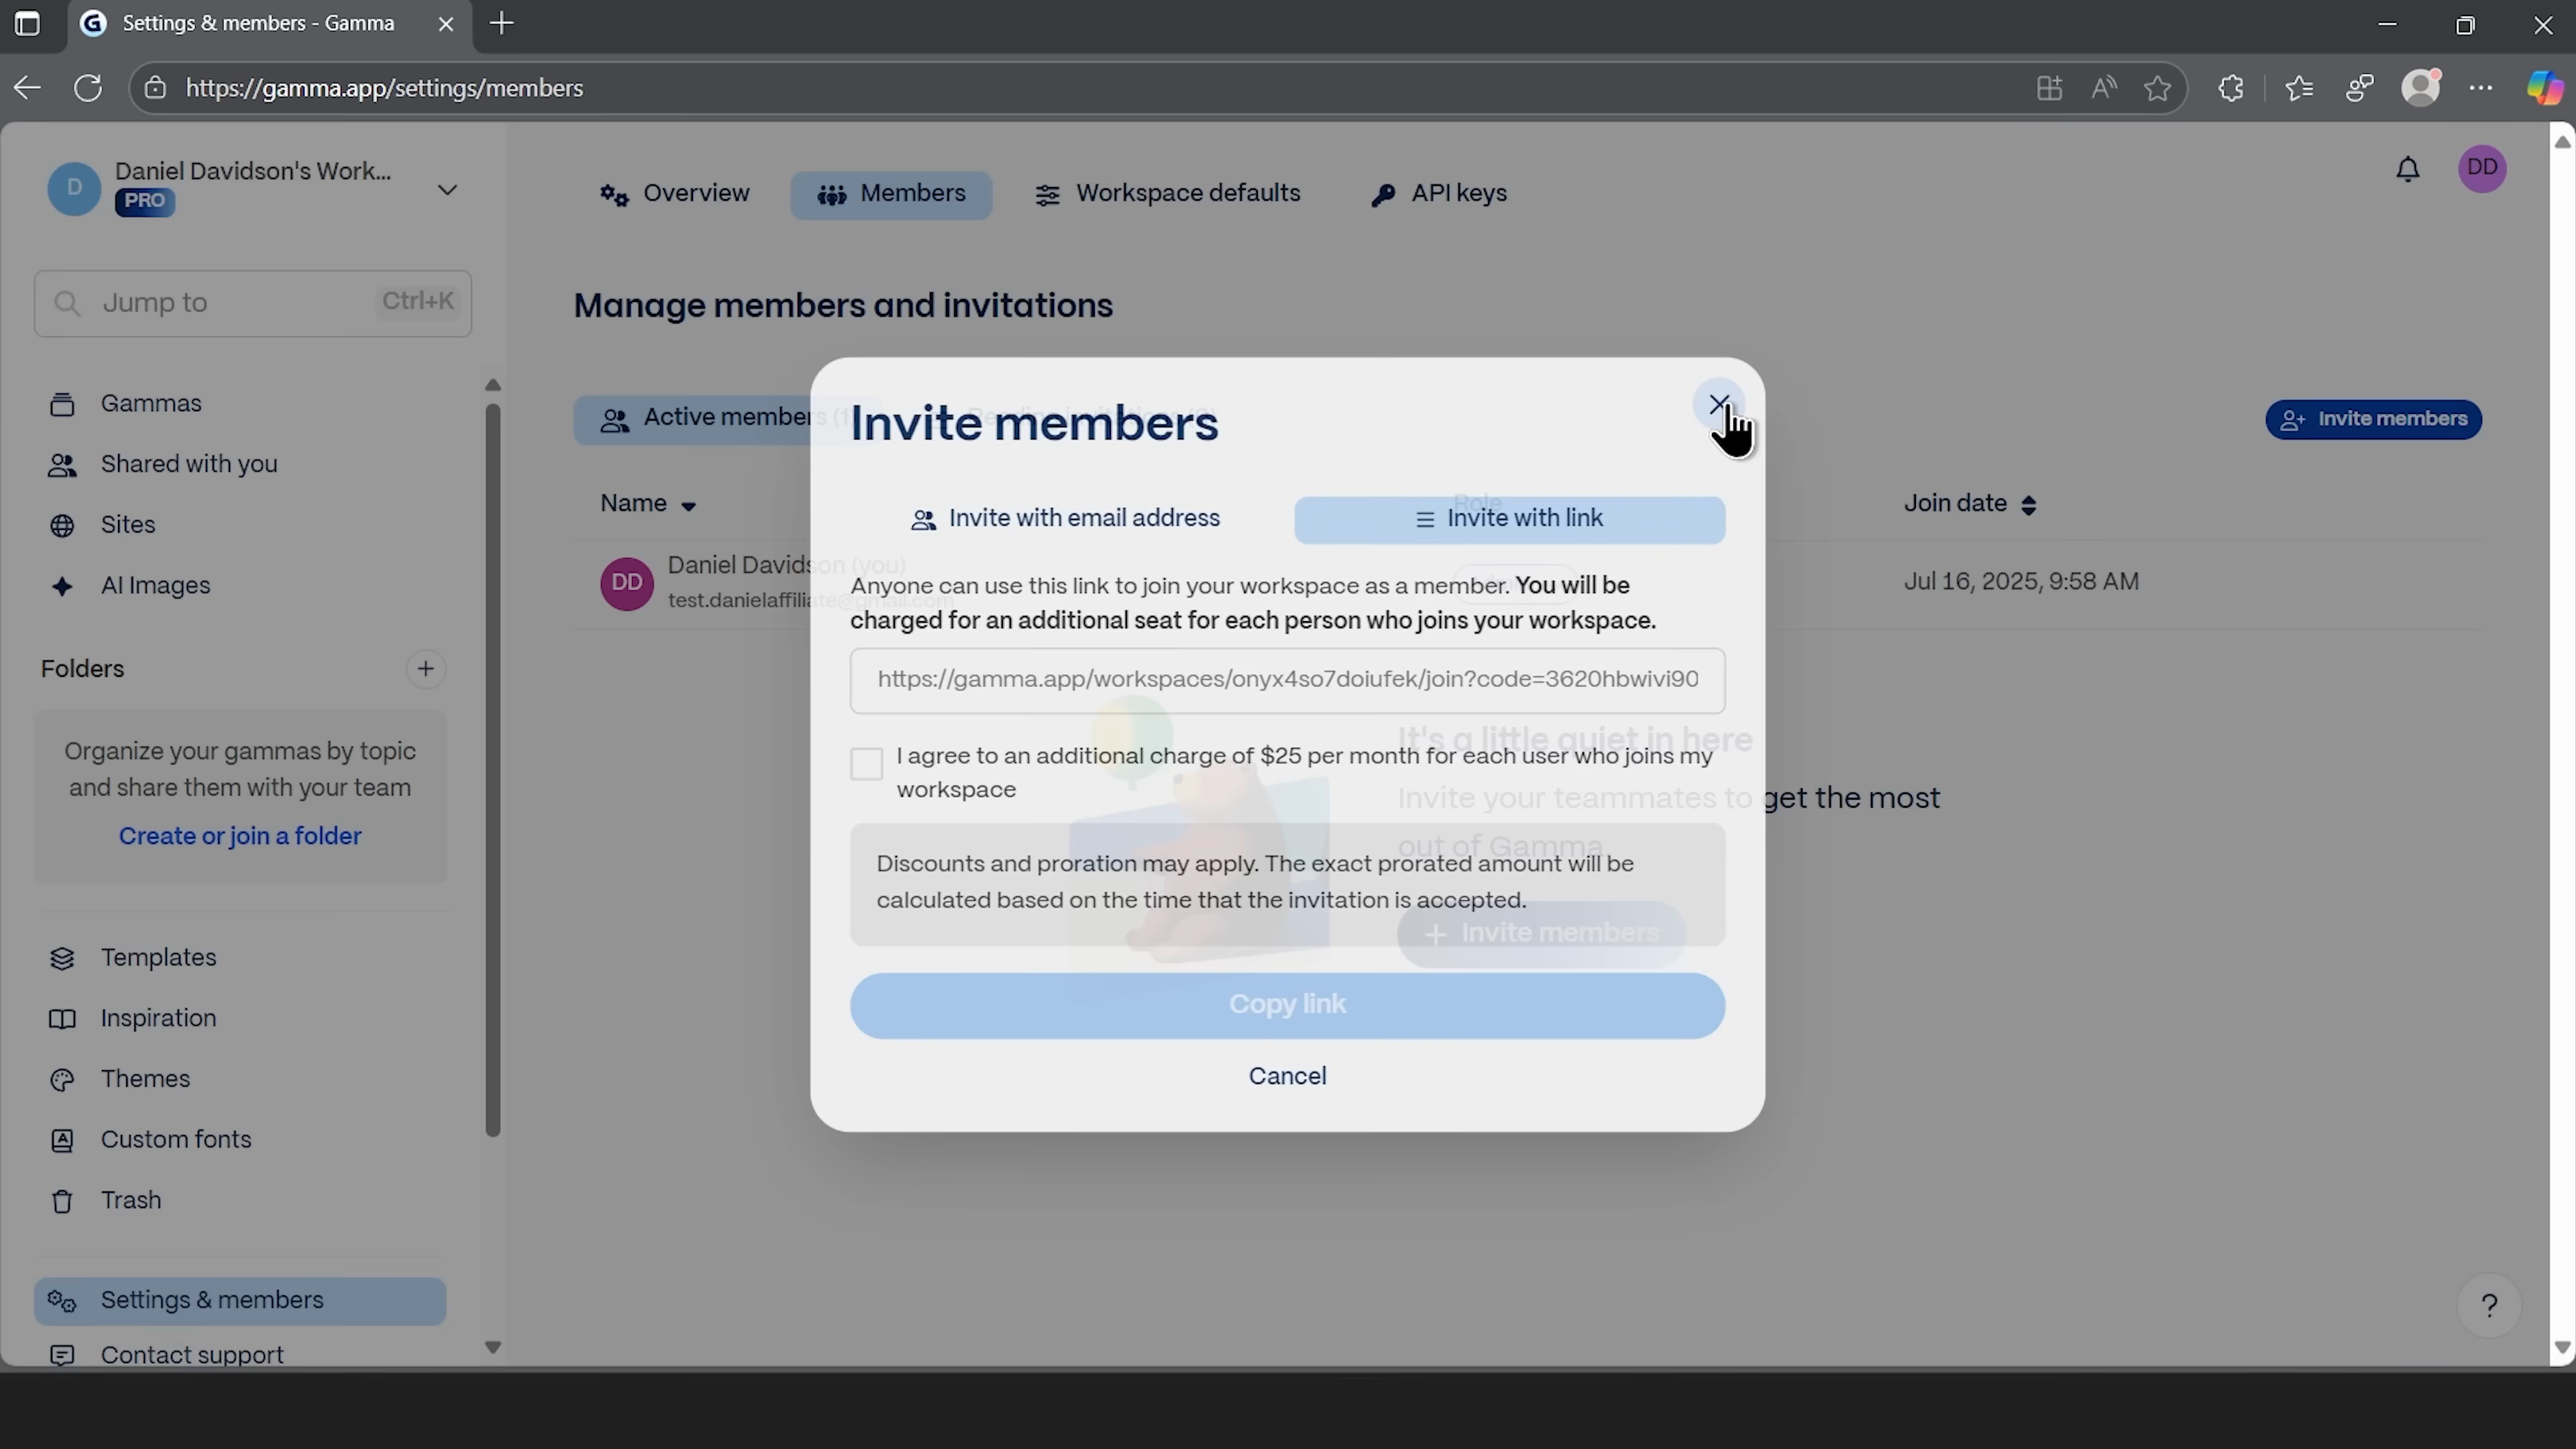 Settings & members - Gamma
https://gamma.app/settings/members
Daniel Davidson's Work...
PRO
Jump to
Ctrl+K
Gammas
Shared with you
Sites
AI Images
Folders
Organize your gammas by topic
and share them with your team
Create or join a folder
Templates
Inspiration
Themes
Custom fonts
Trash
Settings & members
Contact support
Overview
Members
Workspace defaults
API keys
DD
Manage members and invitations
Active members (1)
Invite members
Name
Role
Join date
DD
Daniel Davidson (you)
test.danielaffiliate@gmail.com
Jul 16, 2025, 9:58 AM
It's a little quiet in here
Invite your teammates to get the most
out of Gamma.
+ Invite members
Invite members
Invite with email address
Invite with link
Anyone can use this link to join your workspace as a member. You will be
charged for an additional seat for each person who joins your workspace.
https://gamma.app/workspaces/onyx4so7doiufek/join?code=3620hbwivi90
I agree to an additional charge of $25 per month for each user who joins my
workspace
Discounts and proration may apply. The exact prorated amount will be
calculated based on the time that the invitation is accepted.
Copy link
Cancel
?